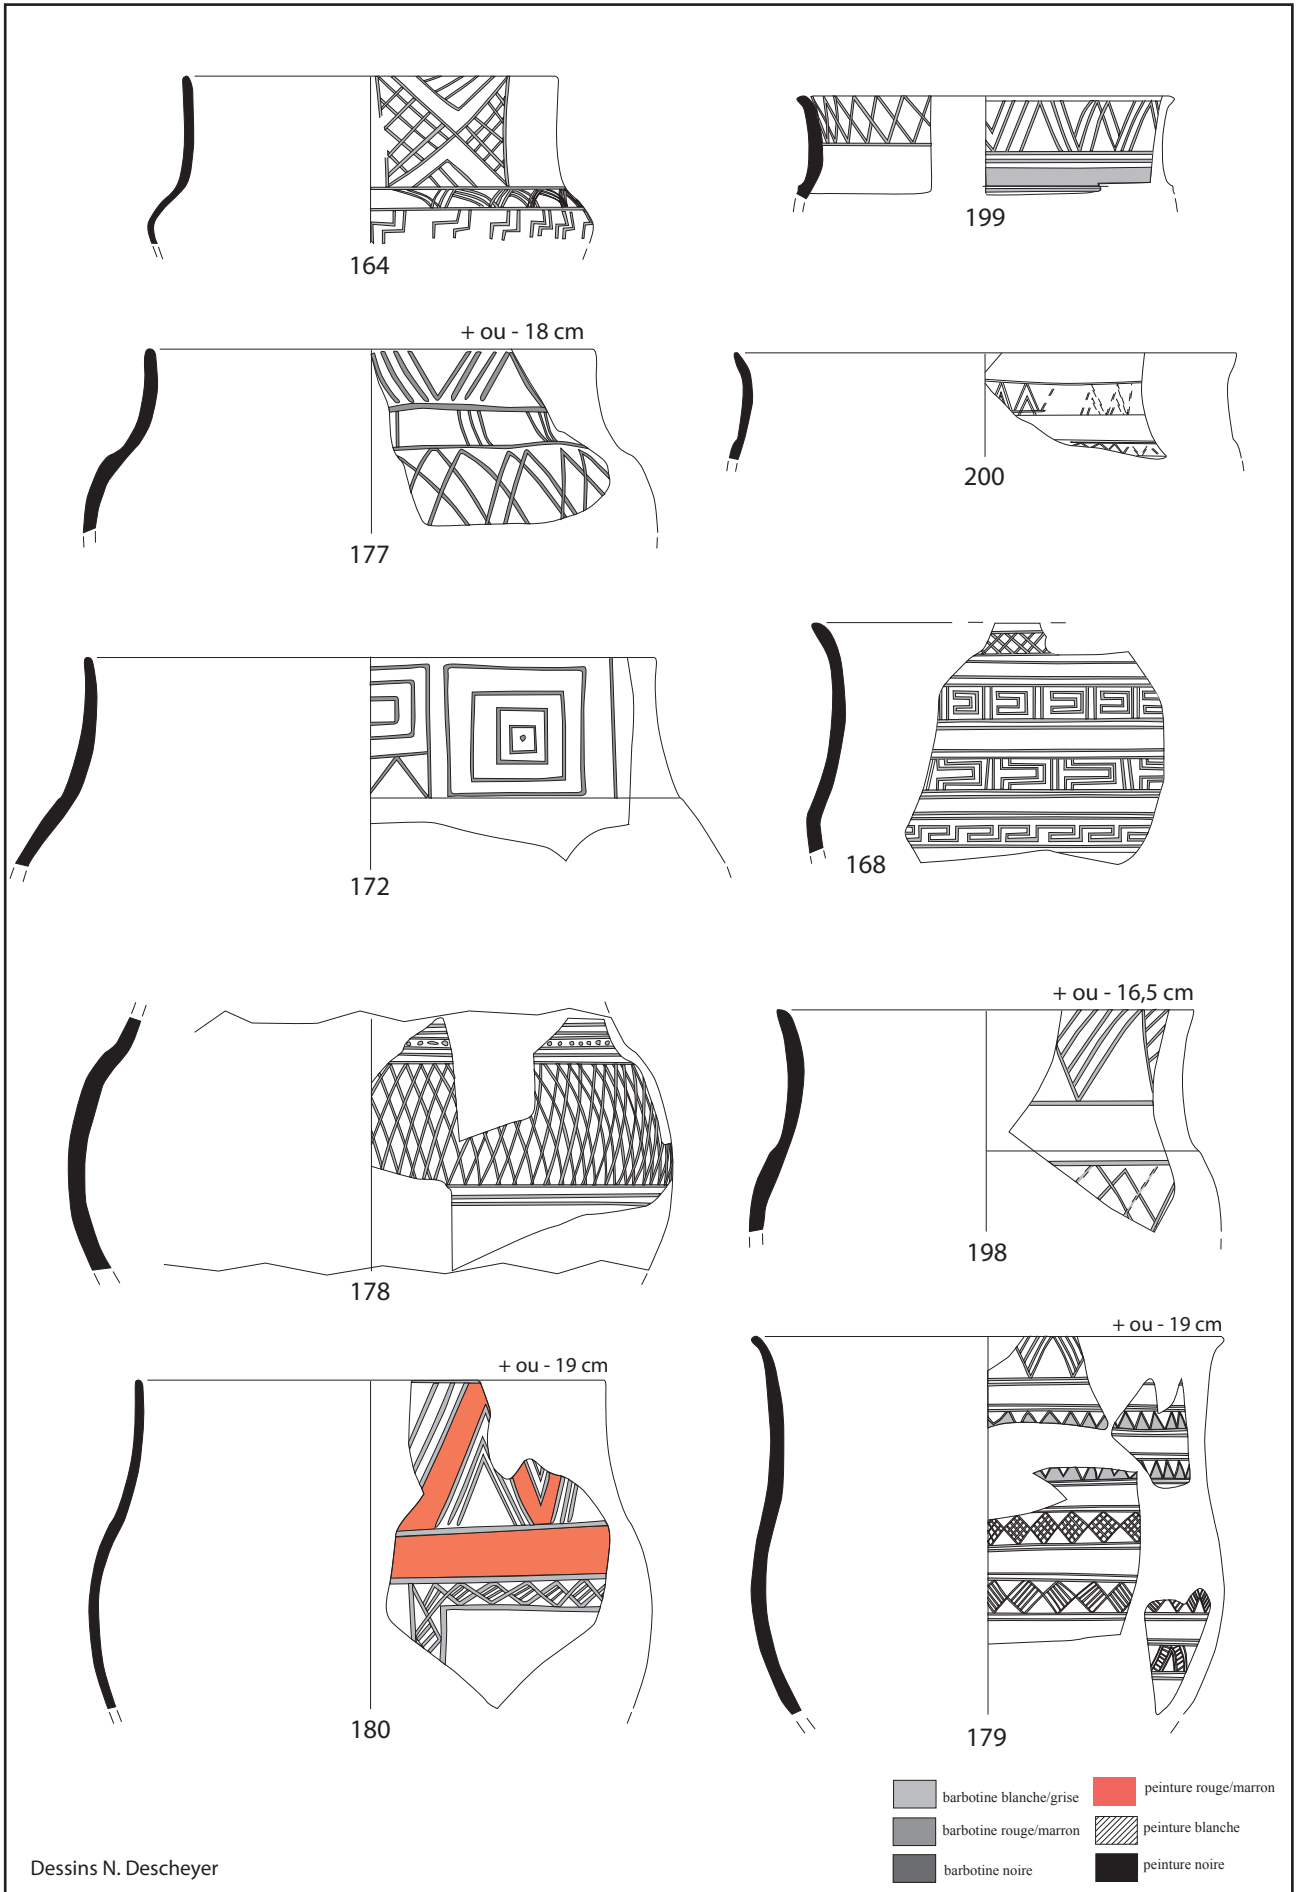 164
199
+ ou - 18 cm
177
200
172
168
178
+ ou - 16,5 cm
198
+ ou - 19 cm
180
+ ou - 19 cm
179
barbotine blanche/grise
peinture rouge/marron
barbotine rouge/marron
peinture blanche
barbotine noire
peinture noire
Dessins N. Descheyer